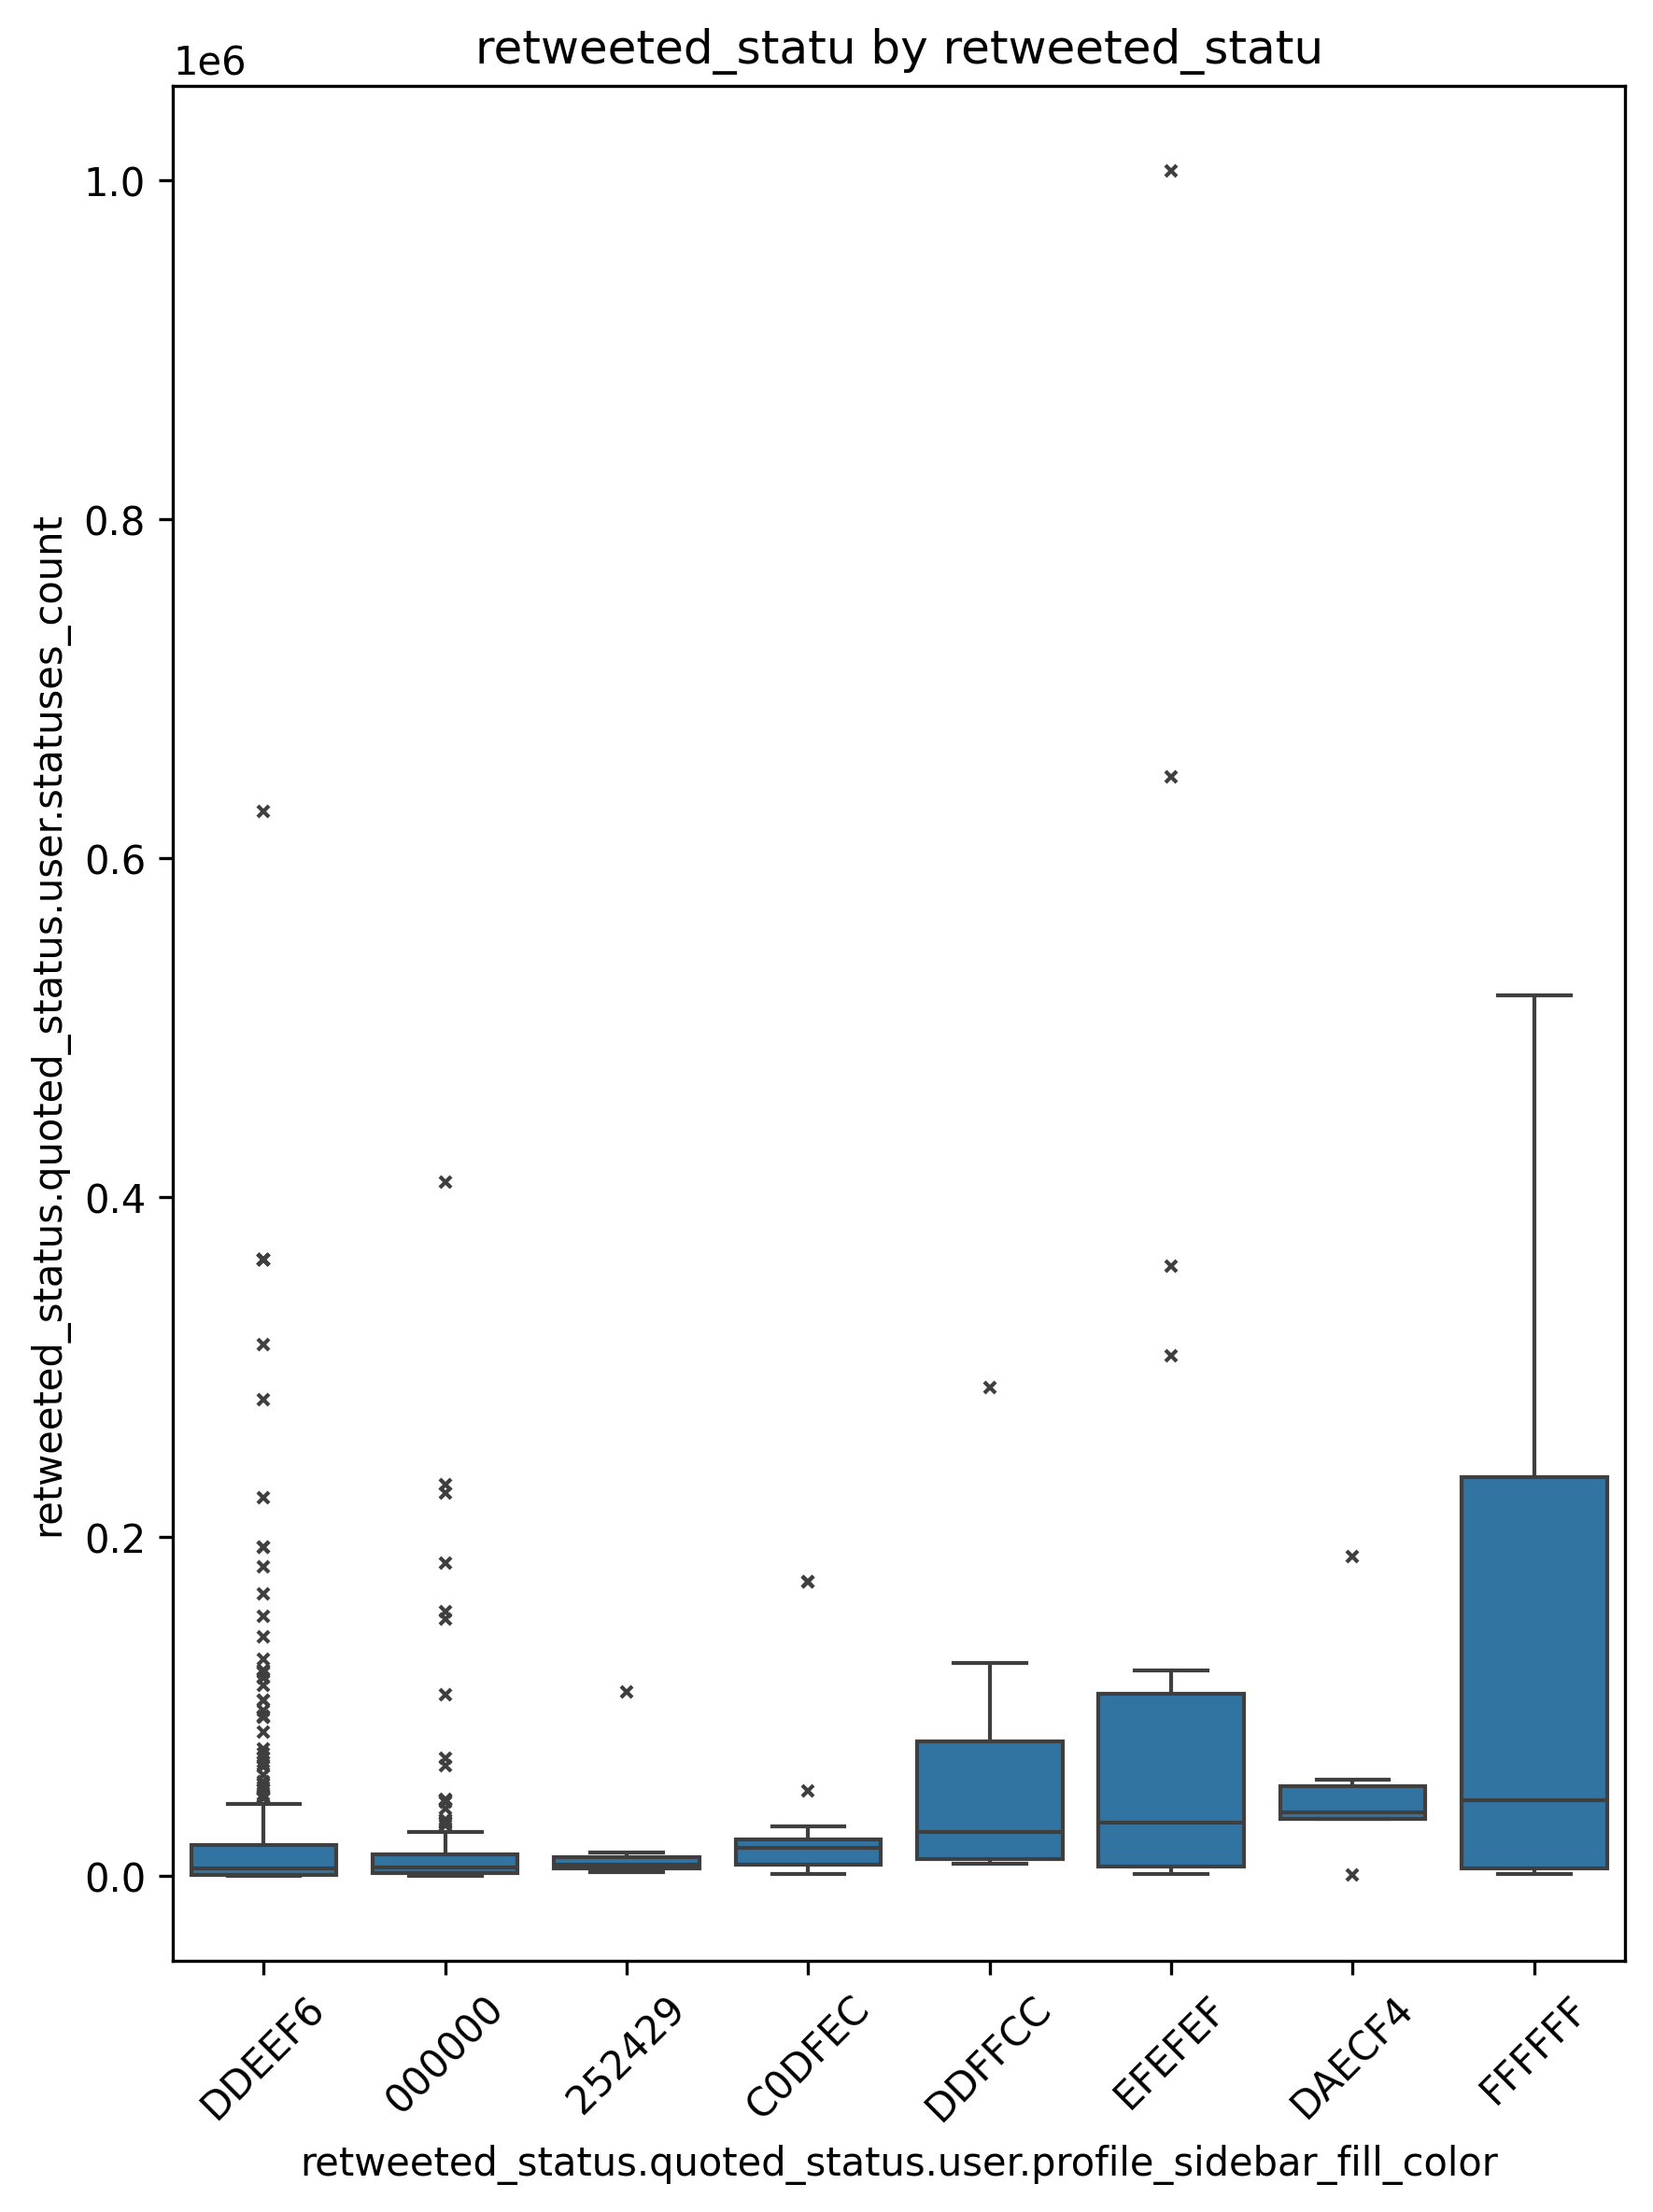 retweeted_statu by retweeted_statu
1e6
1.0
0.8
0.6
0.4
0.2
0.0
retweeted_status.quoted_status.user.statuses_count
DDEEF6
000000
252429
C0DFEC
DDFFCC
EFEFEF
DAECF4
FFFFFF
retweeted_status.quoted_status.user.profile_sidebar_fill_color